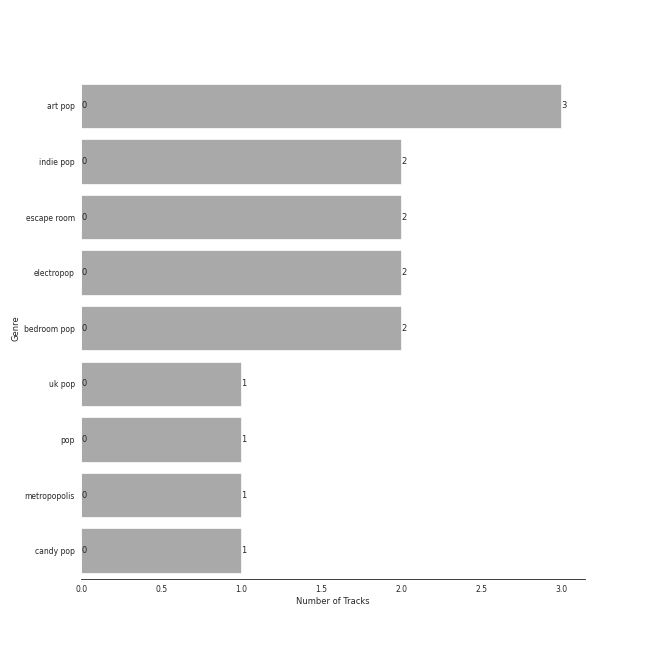 art pop 0 3
indie pop 0 2
escape room 0 2
electropop 0 2
bedroom pop 0 2
uk pop 0 1
pop 0 1
metropopolis 0 1
candy pop 0 1
Genre
0.0 0.5 1.0 1.5 2.0 2.5 3.0
Number of Tracks